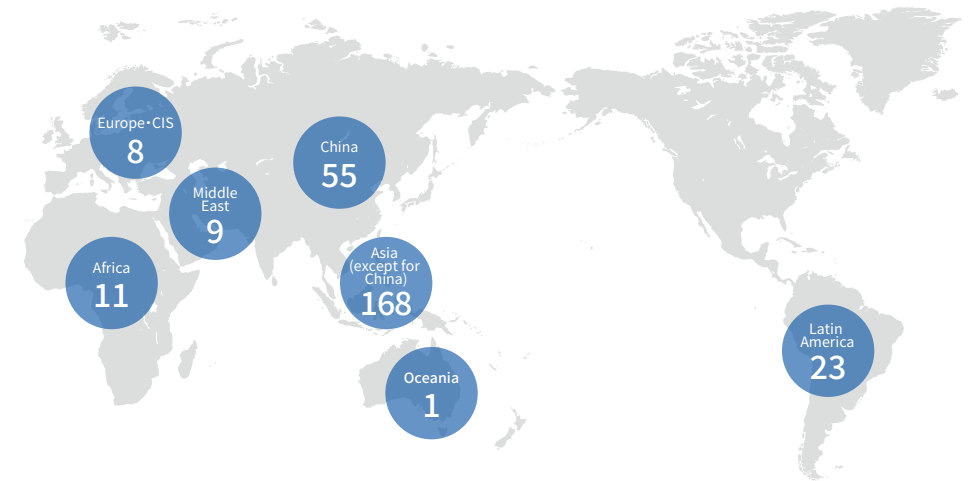 Europe・CIS
8
China
55
Middle
East
9
Africa
11
Asia
(except for
China)
168
Latin
America
23
Oceania
1